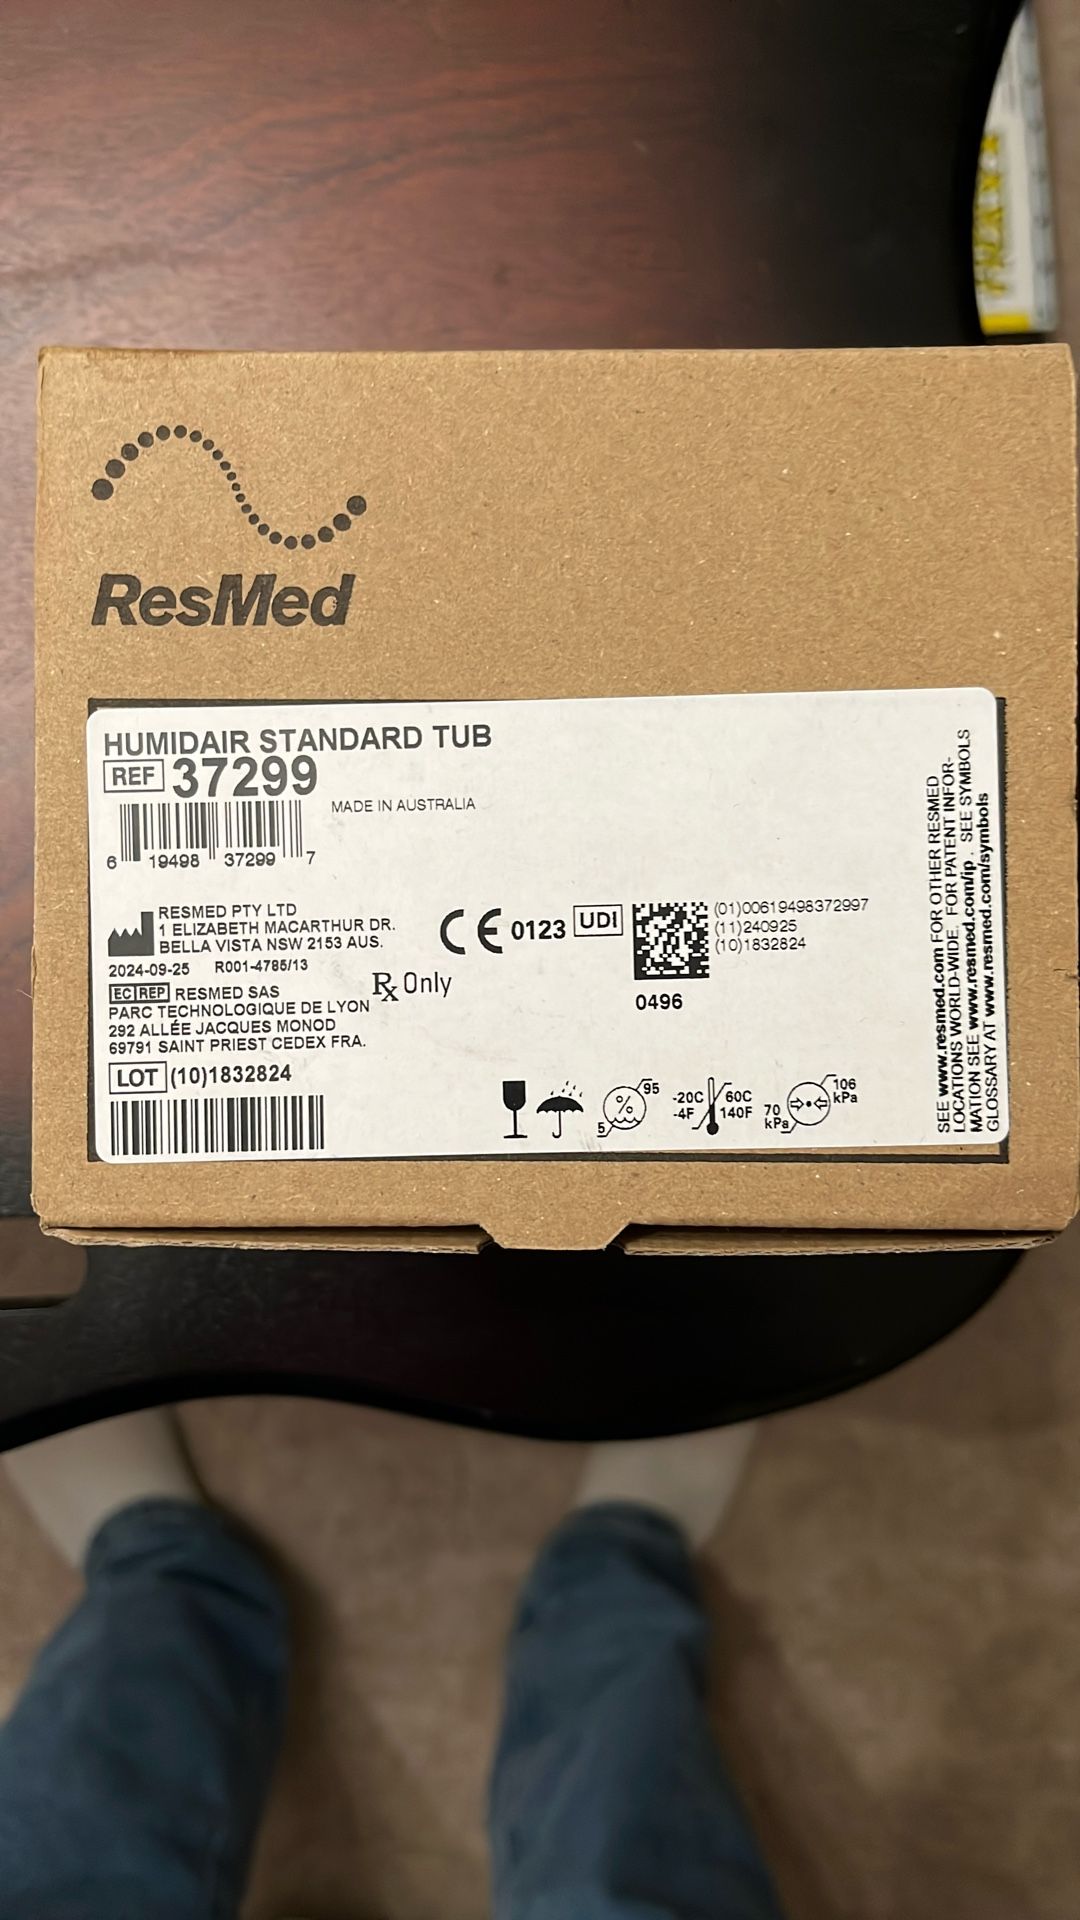 ResMed
HUMIDAIR STANDARD TUB
REF 37299
MADE IN AUSTRALIA
6 19498 37299 7
RESMED PTY LTD
1 ELIZABETH MACARTHUR DR.
BELLA VISTA NSW 2153 AUS.
2024-09-25 R001-4785/13
CE 0123 UDI
(01)00619498372997
(11)240925
(10)1832824
0496
Rx Only
EC REP RESMED SAS
PARC TECHNOLOGIQUE DE LYON
292 ALLÉE JACQUES MONOD
69791 SAINT PRIEST CEDEX FRA.
LOT (10)1832824
% 95
5
-20C 60C
-4F 140F
106
kPa
70
kPa
SEE www.resmed.com FOR OTHER RESMED
LOCATIONS WORLD-WIDE. FOR PATENT INFOR-
MATION SEE www.resmed.com/ip . SEE SYMBOLS
GLOSSARY AT www.resmed.com/symbols